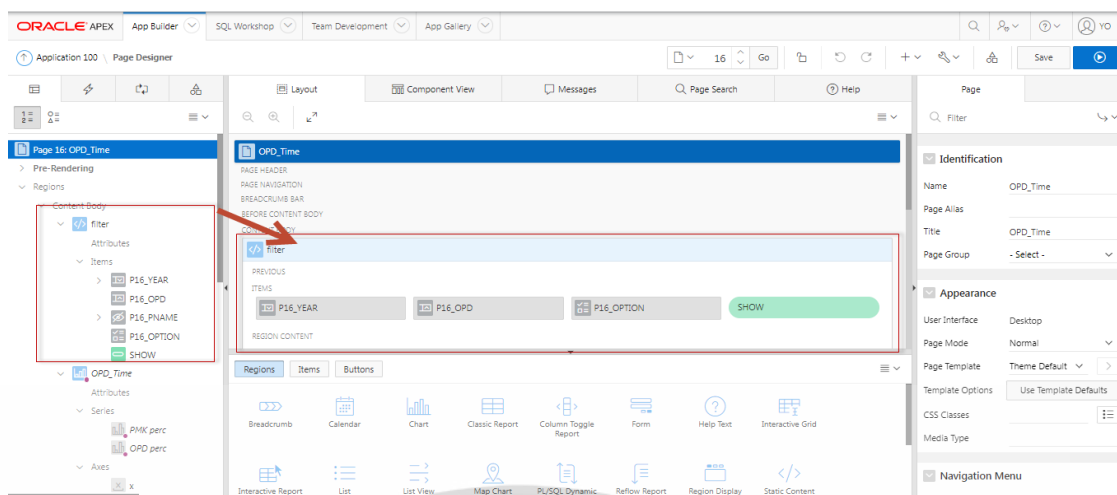 ORACLE APEX App Builder SQL Workshop Team Development App Gallery YO
Application 100 \ Page Designer 16 Go Save
Layout Component View Messages Page Search Help Page
Filter
Page 16: OPD_Time
Pre-Rendering
Regions
Content Body
filter
Attributes
Items
P16_YEAR
P16_OPD
P16_PNAME
P16_OPTION
SHOW
OPD_Time
Attributes
Series
PMK perc
OPD perc
Axes
x
OPD_Time
PAGE HEADER
PAGE NAVIGATION
BREADCRUMB BAR
BEFORE CONTENT BODY
CONTENT BODY
filter
PREVIOUS
ITEMS
P16_YEAR P16_OPD P16_OPTION SHOW
REGION CONTENT
Regions Items Buttons
Breadcrumb Calendar Chart Classic Report Column Toggle Report Form Help Text Interactive Grid
Interactive Report List List View Map Chart PL/SQL Dynamic Reflow Report Region Display Static Content
Identification
Name OPD_Time
Page Alias
Title OPD_Time
Page Group - Select -
Appearance
User Interface Desktop
Page Mode Normal
Page Template Theme Default
Template Options Use Template Defaults
CSS Classes
Media Type
Navigation Menu